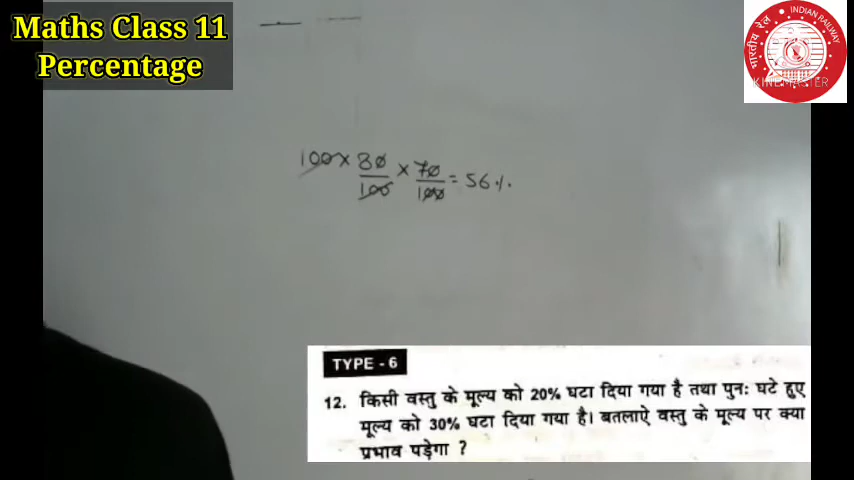 Maths Class 11
Percentage
भारतीय रेल INDIAN RAILWAY
KINEMASTER
100 × 80/100 × 70/100 = 56%
TYPE - 6
12. किसी वस्तु के मूल्य को 20% घटा दिया गया है तथा पुनः घटे हुए
मूल्य को 30% घटा दिया गया है। बतलाऐ वस्तु के मूल्य पर क्या
प्रभाव पड़ेगा ?